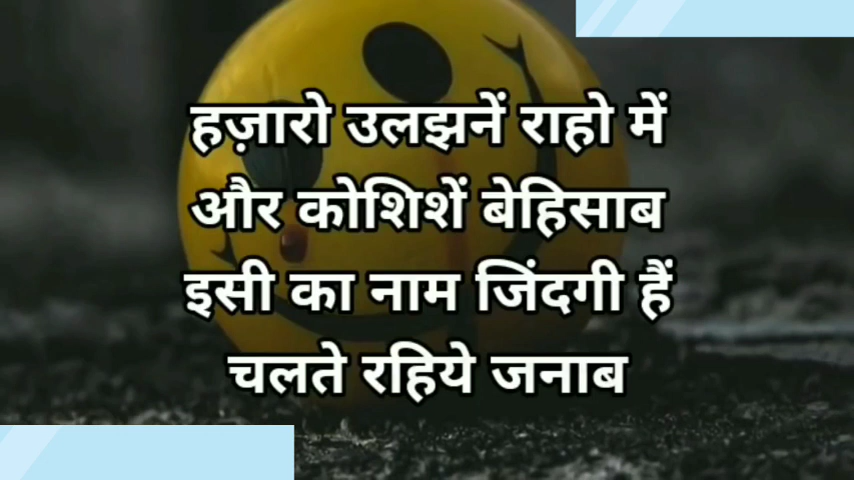 हज़ारो उलझनें राहो में
और कोशिशें बेहिसाब
इसी का नाम जिंदगी हैं
चलते रहिये जनाब